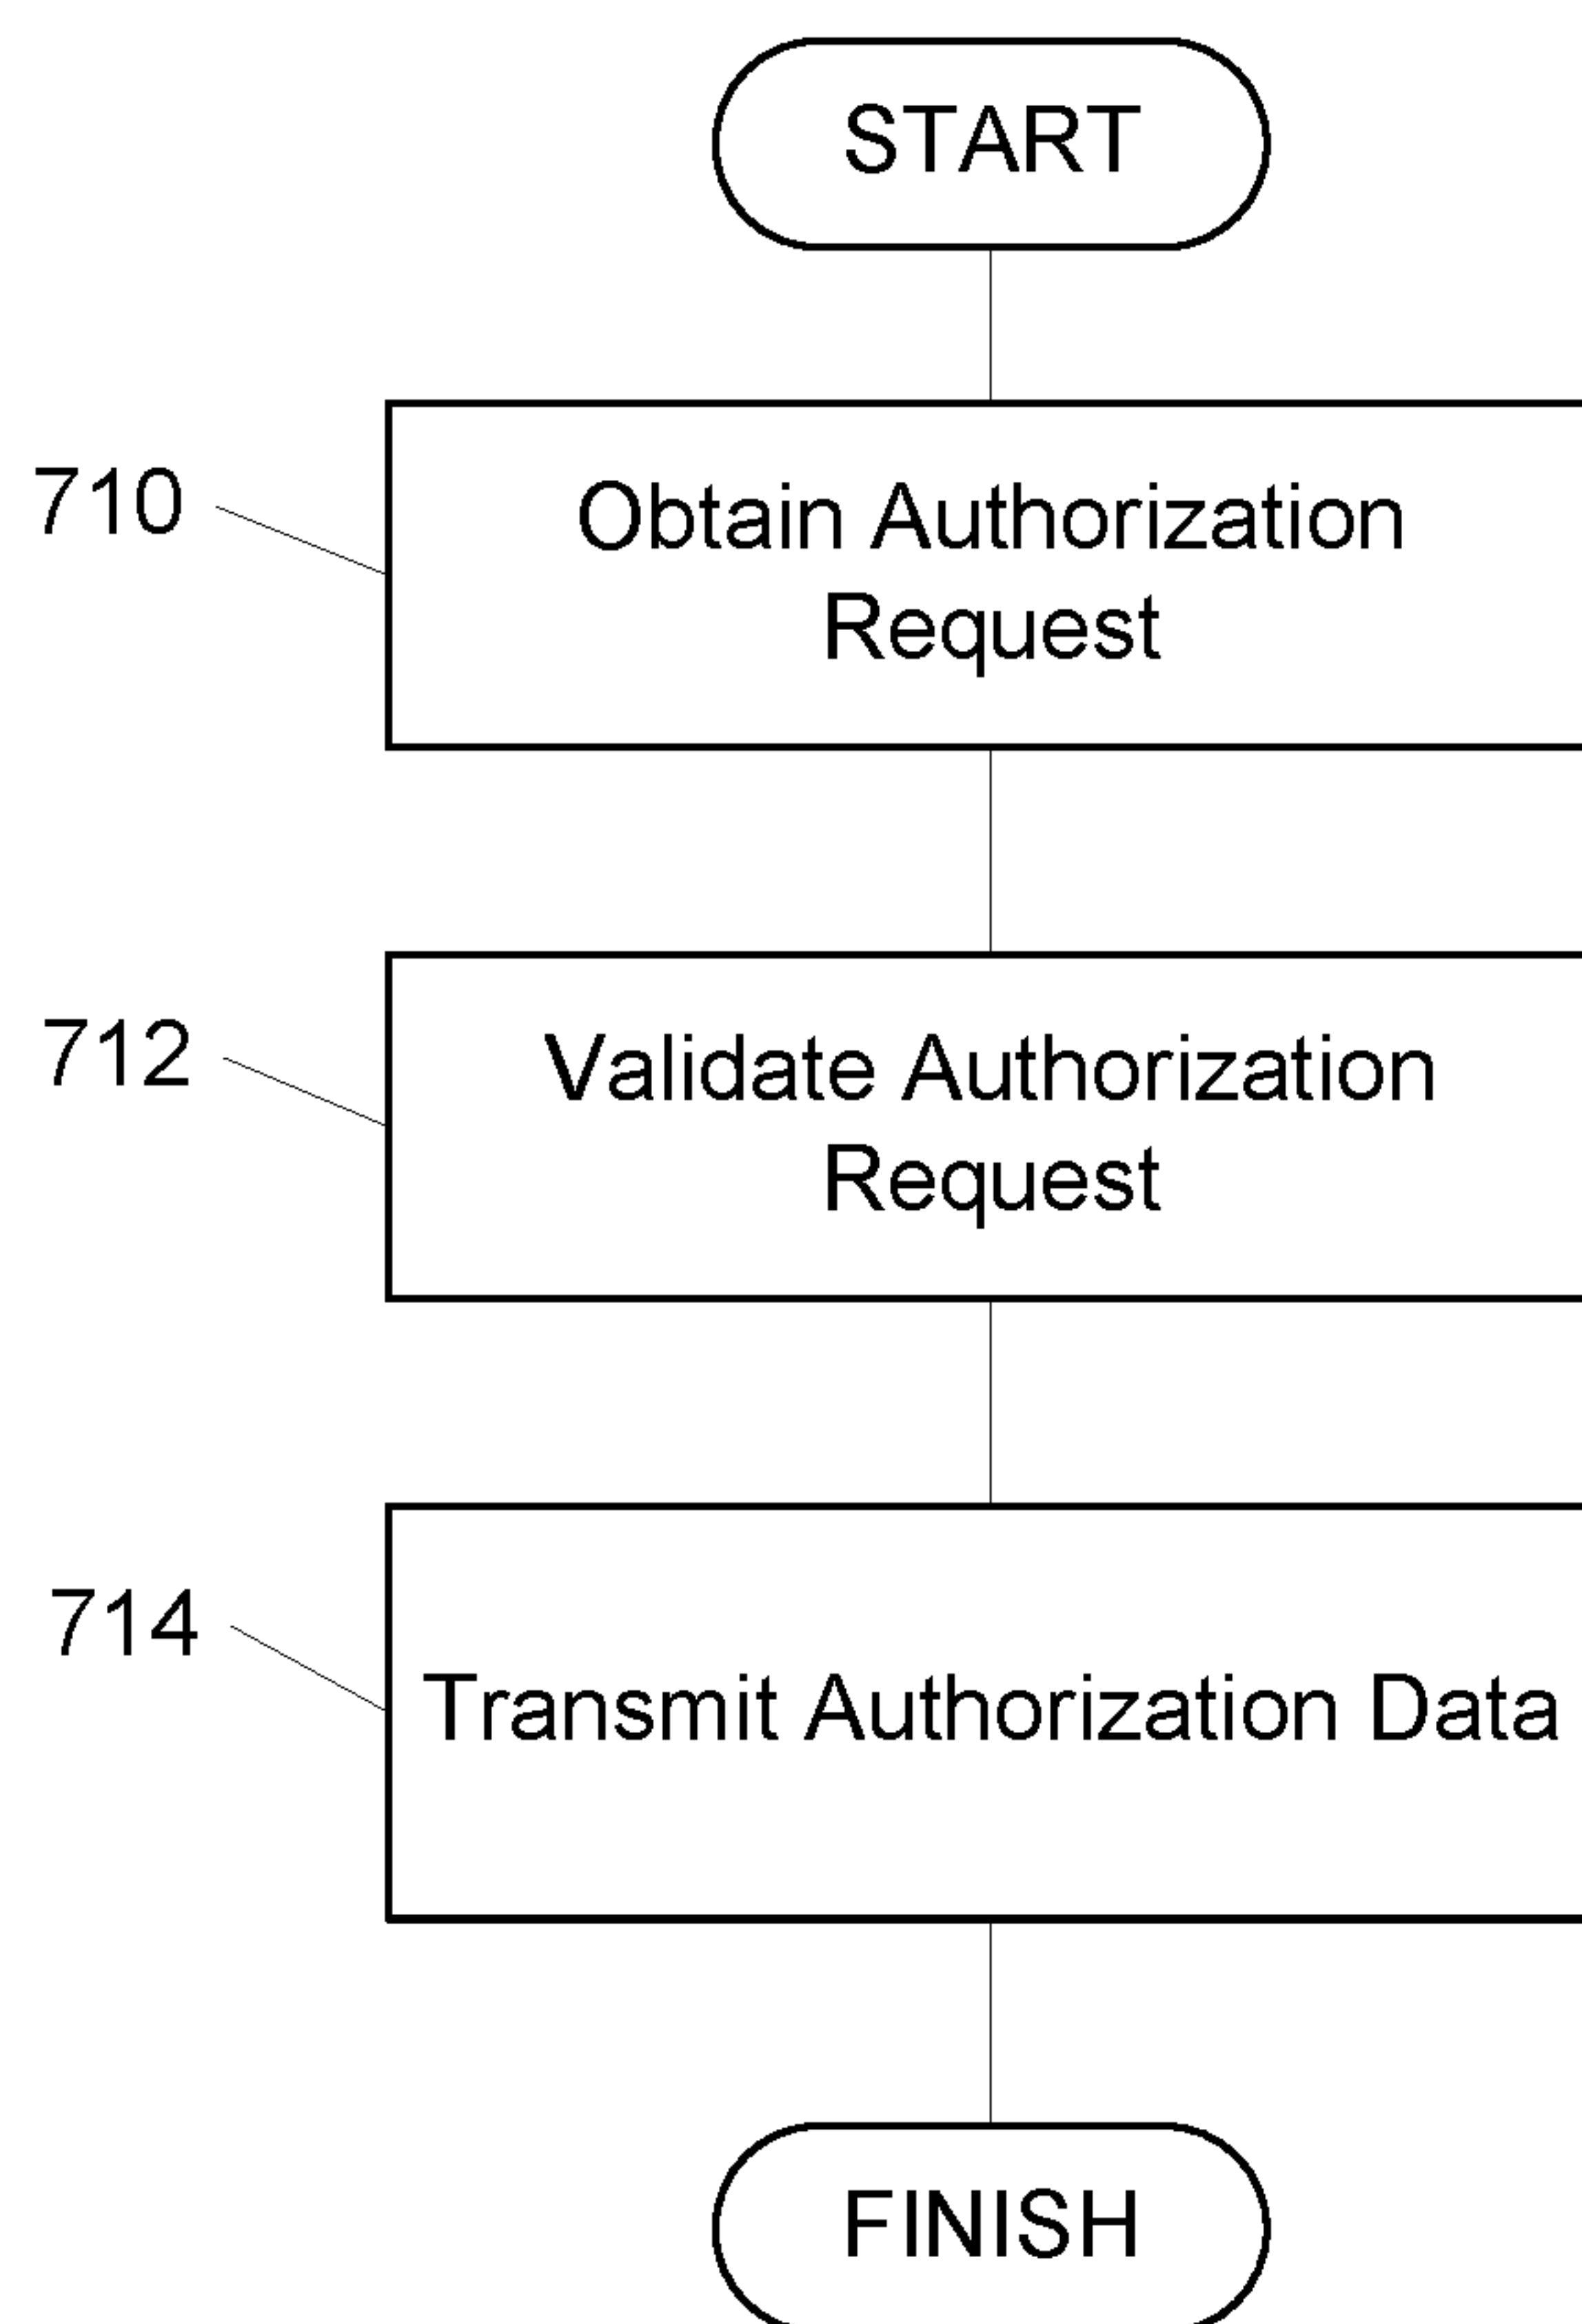 START
710
Obtain Authorization
Request
712
Validate Authorization
Request
714
Transmit Authorization Data
FINISH